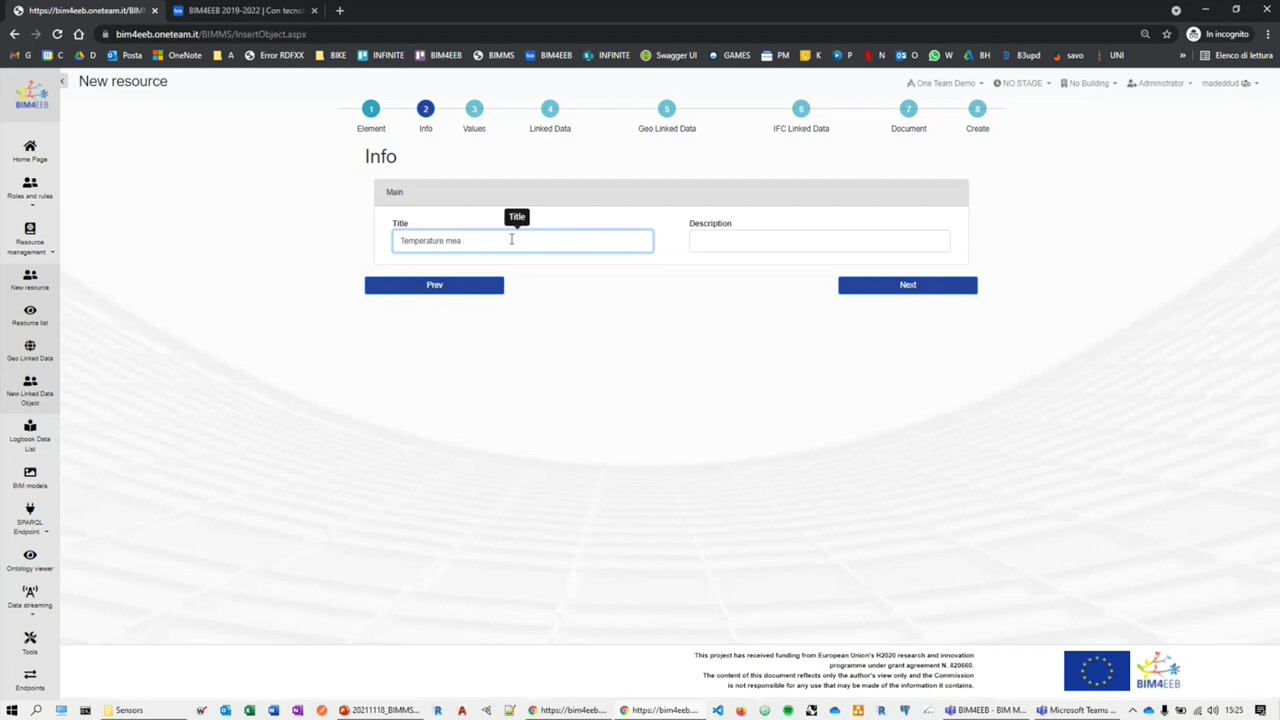 https://bim4eeb.oneteam.it/BIM
BIM4EEB 2019-2022 | Con tecno
bim4eeb.oneteam.it/BIMMS/InsertObject.aspx
In incognito
G
C
D
Posta
OneNote
A
Error RDFXX
BIKE
INFINITE
BIM4EEB
BIMMS
BIM4EEB
INFINITE
Swagger UI
GAMES
PM
K
P
N
O
W
BH
B3upd
savo
UNI
»
Elenco di lettura
BIM4EEB
New resource
One Team Demo
NO STAGE
No Building
Administrator
madeddud
1 2 3 4 5 6 7 8
Element Info Values Linked Data Geo Linked Data IFC Linked Data Document Create
Info
Main
Title
Title
Description
Temperature mea
Prev
Next
Home Page
Roles and rules
Resource
management
New resource
Resource list
Geo Linked Data
New Linked Data
Object
Logbook Data
List
BIM models
SPARQL
Endpoint
Ontology viewer
Data streaming
Tools
Endpoints
This project has received funding from European Union's H2020 research and innovation
programme under grant agreement N. 820660.
The content of this document reflects only the author's view only and the Commission
is not responsible for any use that may be made of the information it contains.
BIM4EEB
Sensors
20211118_BIMMS...
https://bim4eeb....
https://bim4eeb....
BIM4EEB - BIM M...
Microsoft Teams ...
15:25